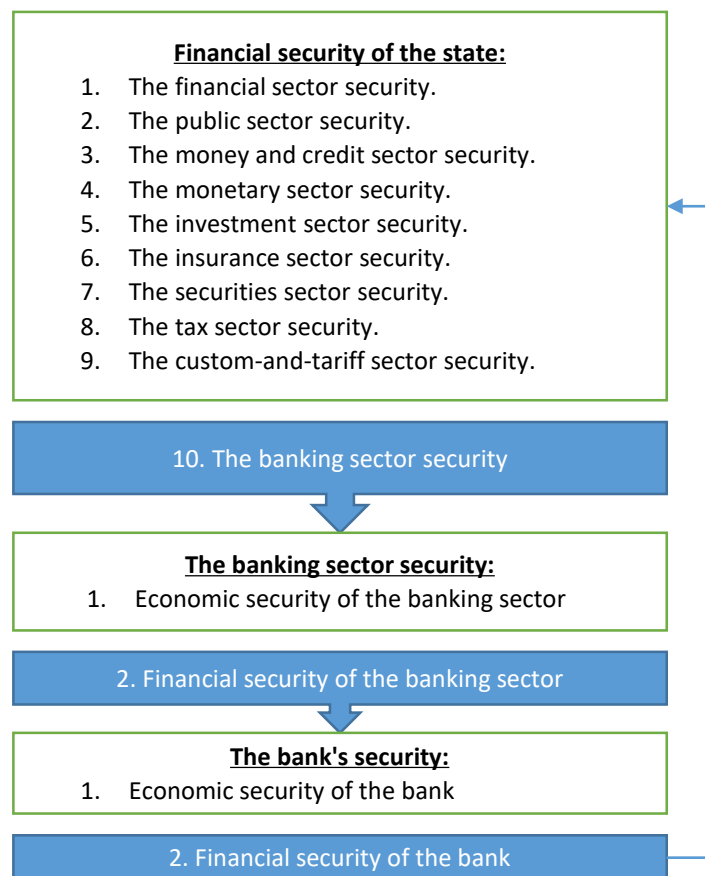 Financial security of the state:
1. The financial sector security.
2. The public sector security.
3. The money and credit sector security.
4. The monetary sector security.
5. The investment sector security.
6. The insurance sector security.
7. The securities sector security.
8. The tax sector security.
9. The custom-and-tariff sector security.
10. The banking sector security
The banking sector security:
1. Economic security of the banking sector
2. Financial security of the banking sector
The bank's security:
1. Economic security of the bank
2. Financial security of the bank